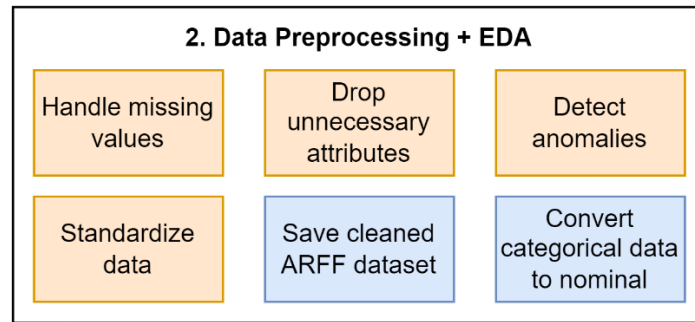 2. Data Preprocessing + EDA
Handle missing
values
Drop
unnecessary
attributes
Detect
anomalies
Standardize
data
Save cleaned
ARFF dataset
Convert
categorical data
to nominal